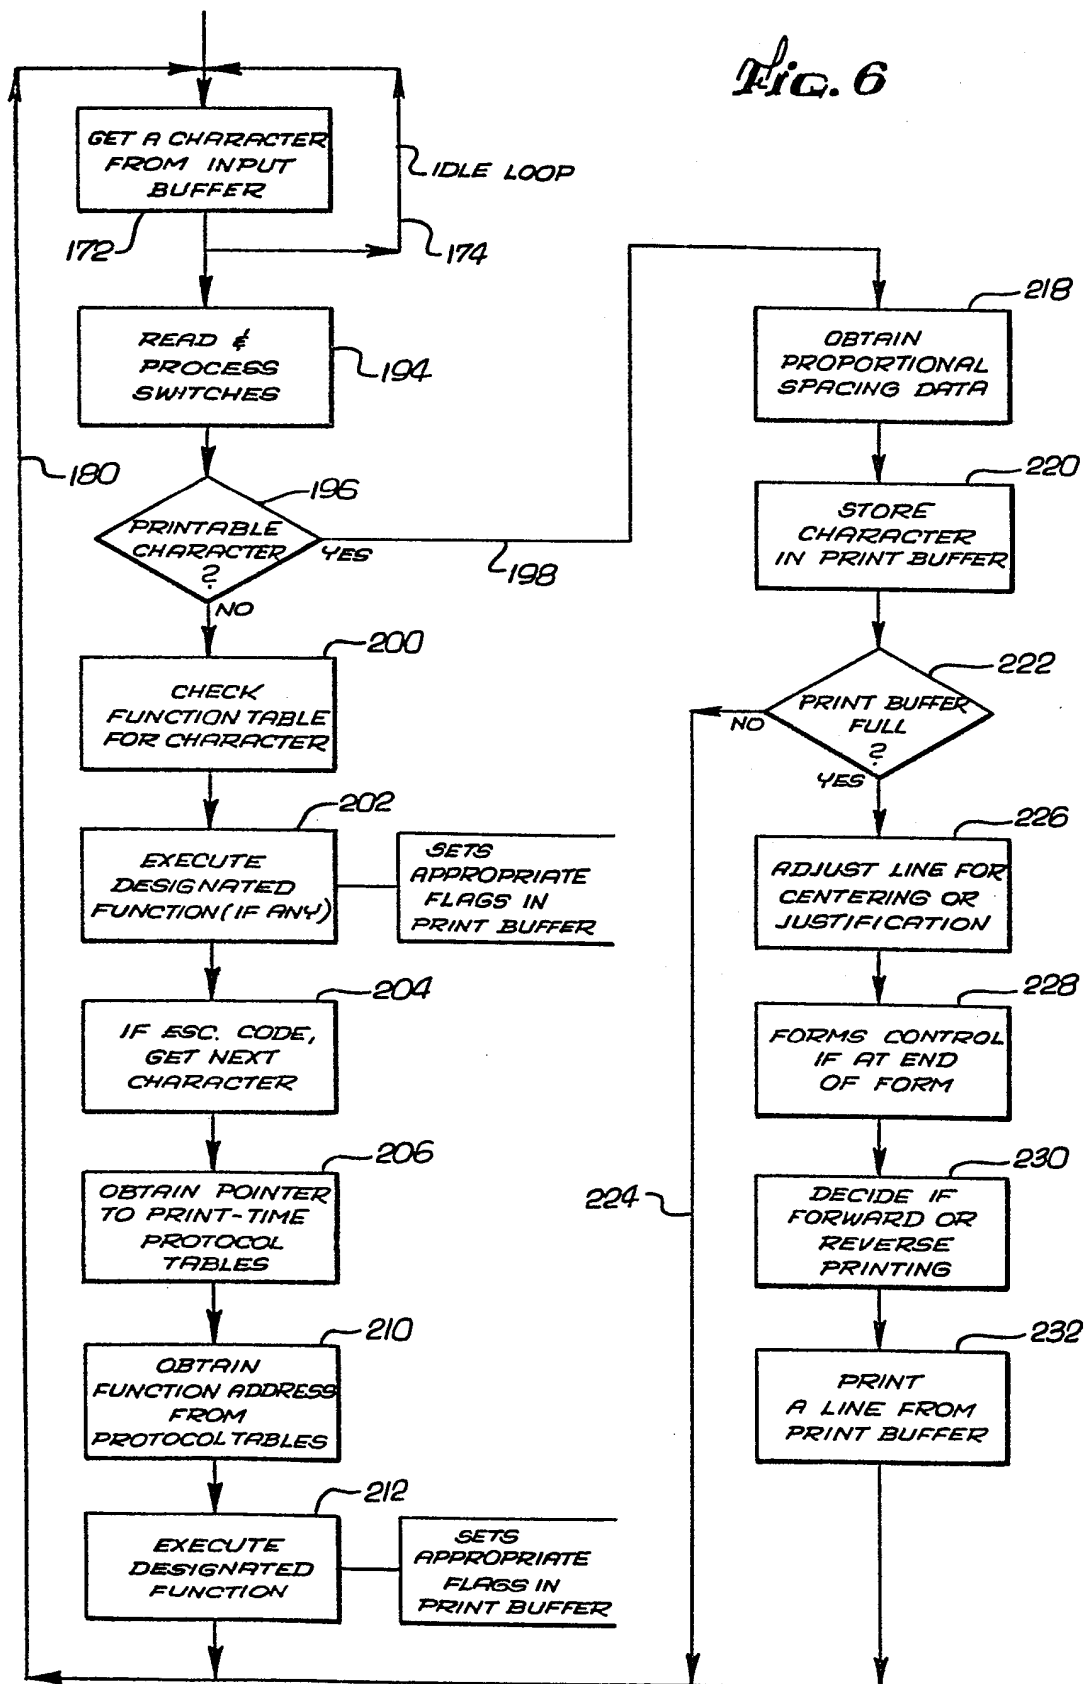 Fig. 6
GET A CHARACTER
FROM INPUT
BUFFER
IDLE LOOP
172
174
READ &
PROCESS
SWITCHES
194
180
196
PRINTABLE
CHARACTER
?
YES
198
NO
200
CHECK
FUNCTION TABLE
FOR CHARACTER
202
EXECUTE
DESIGNATED
FUNCTION (IF ANY)
SETS
APPROPRIATE
FLAGS IN
PRINT BUFFER
204
IF ESC. CODE,
GET NEXT
CHARACTER
206
OBTAIN POINTER
TO PRINT-TIME
PROTOCOL
TABLES
210
OBTAIN
FUNCTION ADDRESS
FROM
PROTOCOL TABLES
212
EXECUTE
DESIGNATED
FUNCTION
SETS
APPROPRIATE
FLAGS IN
PRINT BUFFER
218
OBTAIN
PROPORTIONAL
SPACING DATA
220
STORE
CHARACTER
IN PRINT BUFFER
222
PRINT BUFFER
FULL
?
NO
YES
224
226
ADJUST LINE FOR
CENTERING OR
JUSTIFICATION
228
FORMS CONTROL
IF AT END
OF FORM
230
DECIDE IF
FORWARD OR
REVERSE
PRINTING
232
PRINT
A LINE FROM
PRINT BUFFER